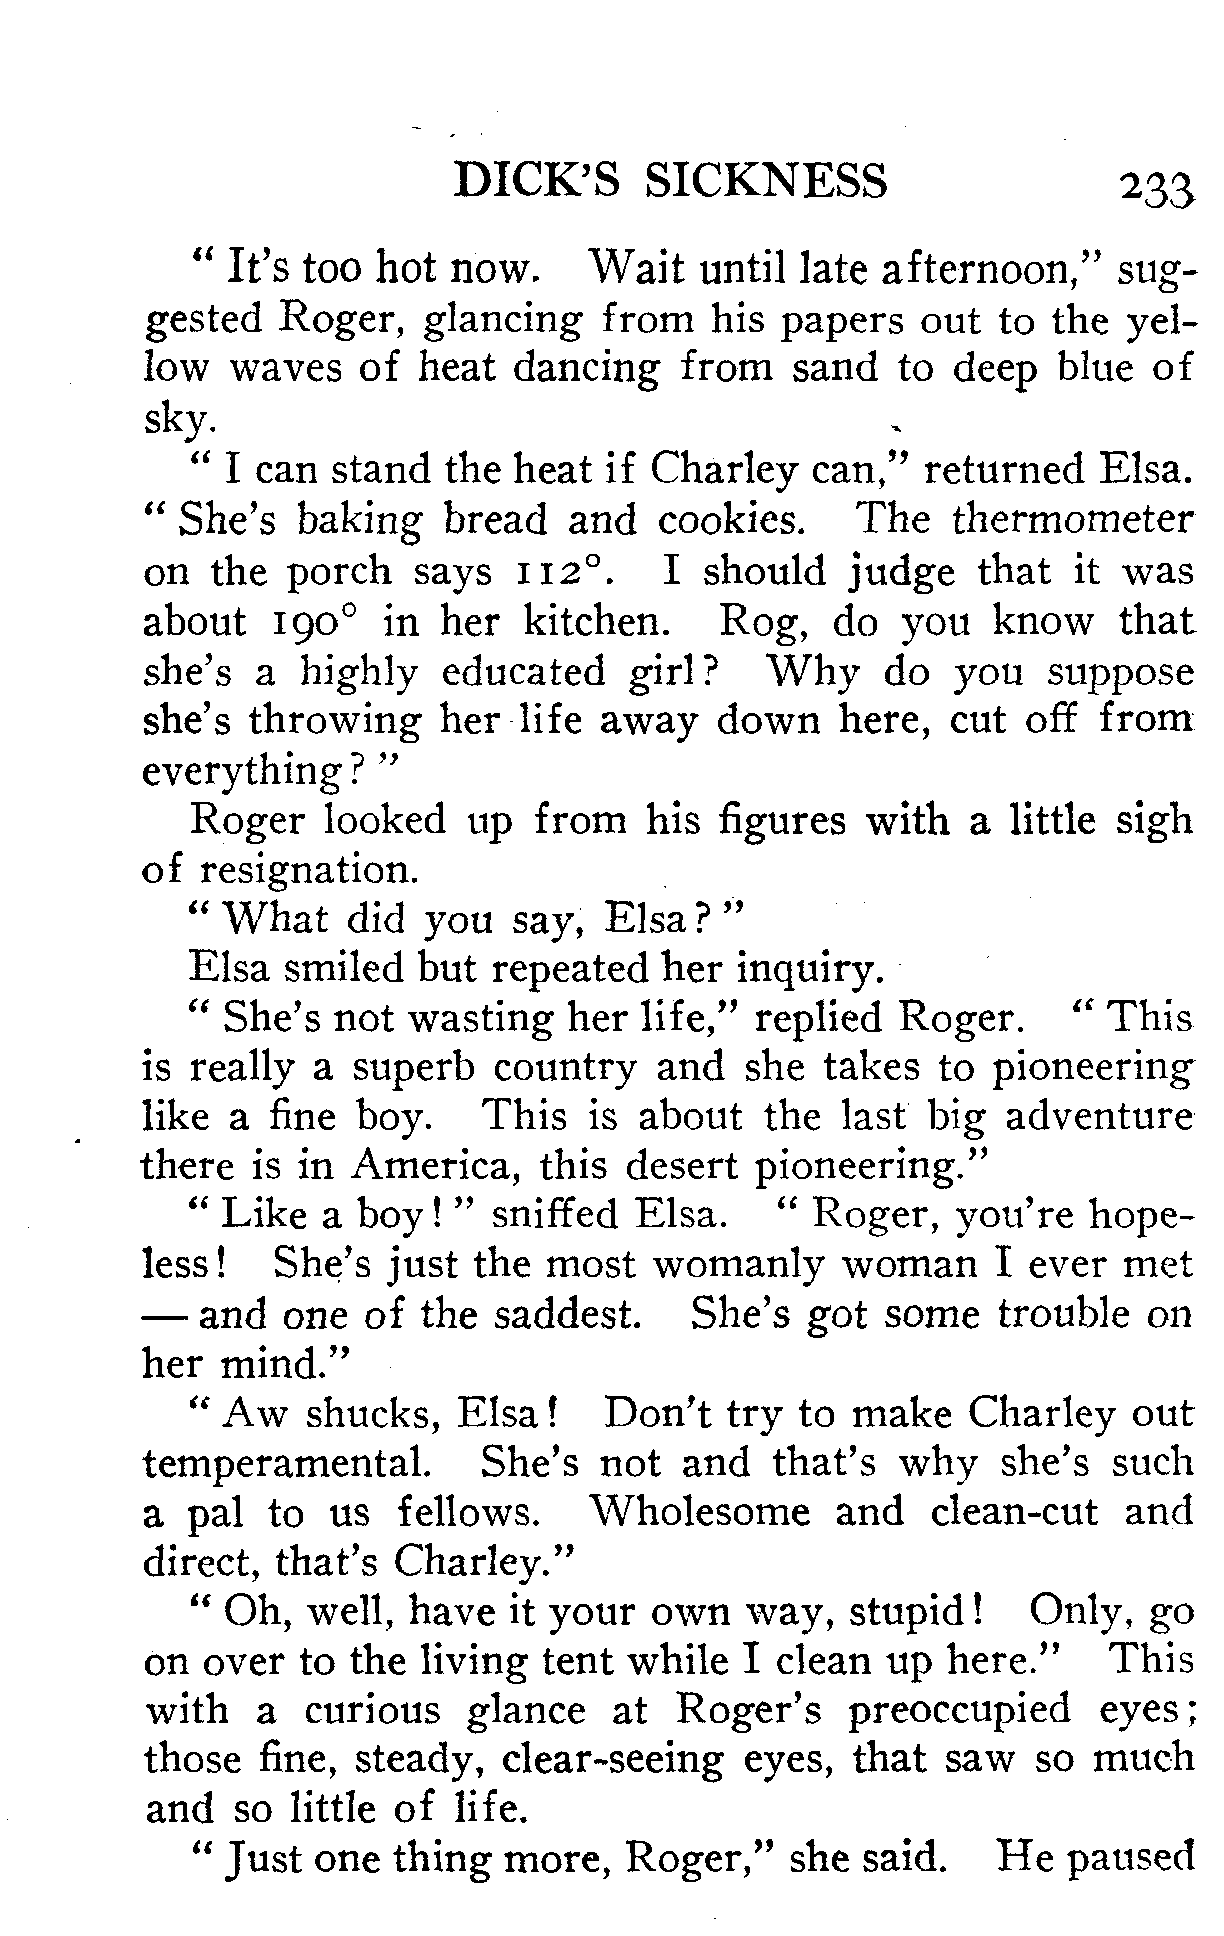 DICK'S SICKNESS 233
" It's too hot now. Wait until late afternoon," sug-
gested Roger, glancing from his papers out to the yel-
low waves of heat dancing from sand to deep blue of
sky.
" I can stand the heat if Charley can," returned Elsa.
" She's baking bread and cookies. The thermometer
on the porch says 112°. I should judge that it was
about 190° in her kitchen. Rog, do you know that
she's a highly educated girl? Why do you suppose
she's throwing her life away down here, cut off from
everything? "
Roger looked up from his figures with a little sigh
of resignation.
" What did you say, Elsa? "
Elsa smiled but repeated her inquiry.
" She's not wasting her life," replied Roger. " This
is really a superb country and she takes to pioneering
like a fine boy. This is about the last big adventure
there is in America, this desert pioneering."
" Like a boy! " sniffed Elsa. " Roger, you're hope-
less! She's just the most womanly woman I ever met
— and one of the saddest. She's got some trouble on
her mind."
" Aw shucks, Elsa! Don't try to make Charley out
temperamental. She's not and that's why she's such
a pal to us fellows. Wholesome and clean-cut and
direct, that's Charley."
" Oh, well, have it your own way, stupid! Only, go
on over to the living tent while I clean up here." This
with a curious glance at Roger's preoccupied eyes;
those fine, steady, clear-seeing eyes, that saw so much
and so little of life.
" Just one thing more, Roger," she said. He paused